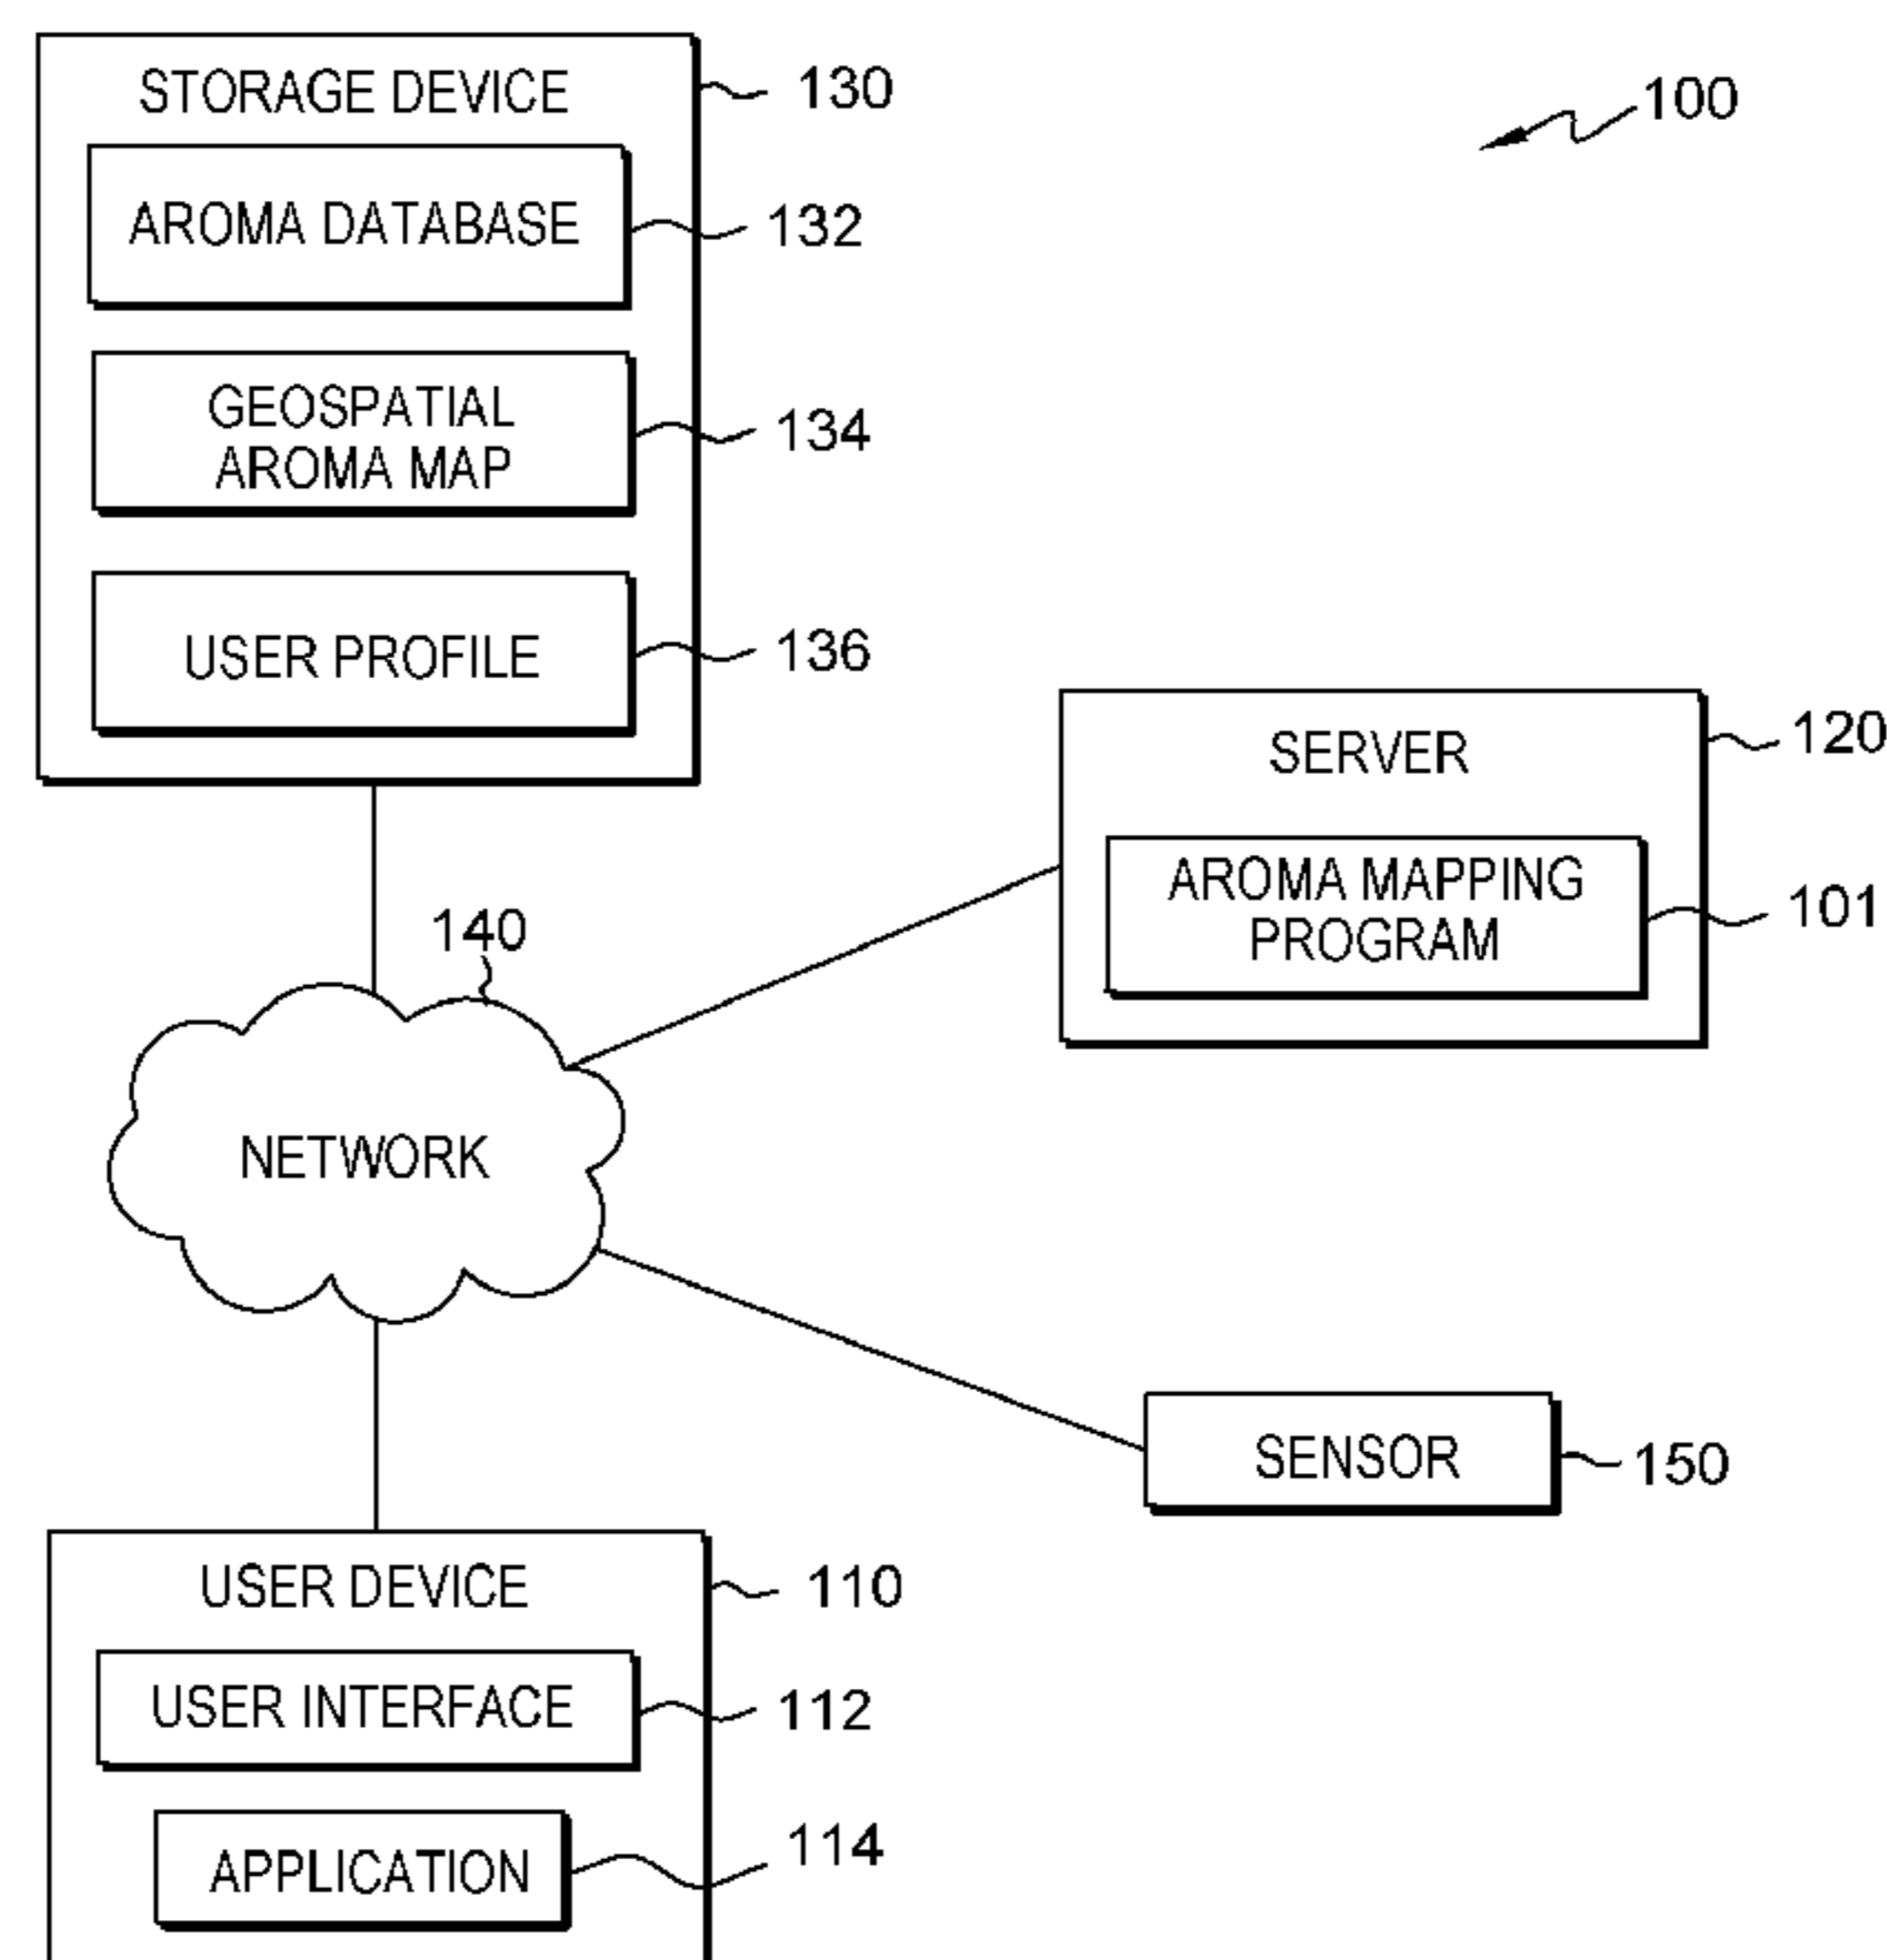 STORAGE DEVICE
130
100
AROMA DATABASE
132
GEOSPATIAL
AROMA MAP
134
USER PROFILE
136
SERVER
120
AROMA MAPPING
PROGRAM
101
140
NETWORK
SENSOR
150
USER DEVICE
110
USER INTERFACE
112
APPLICATION
114